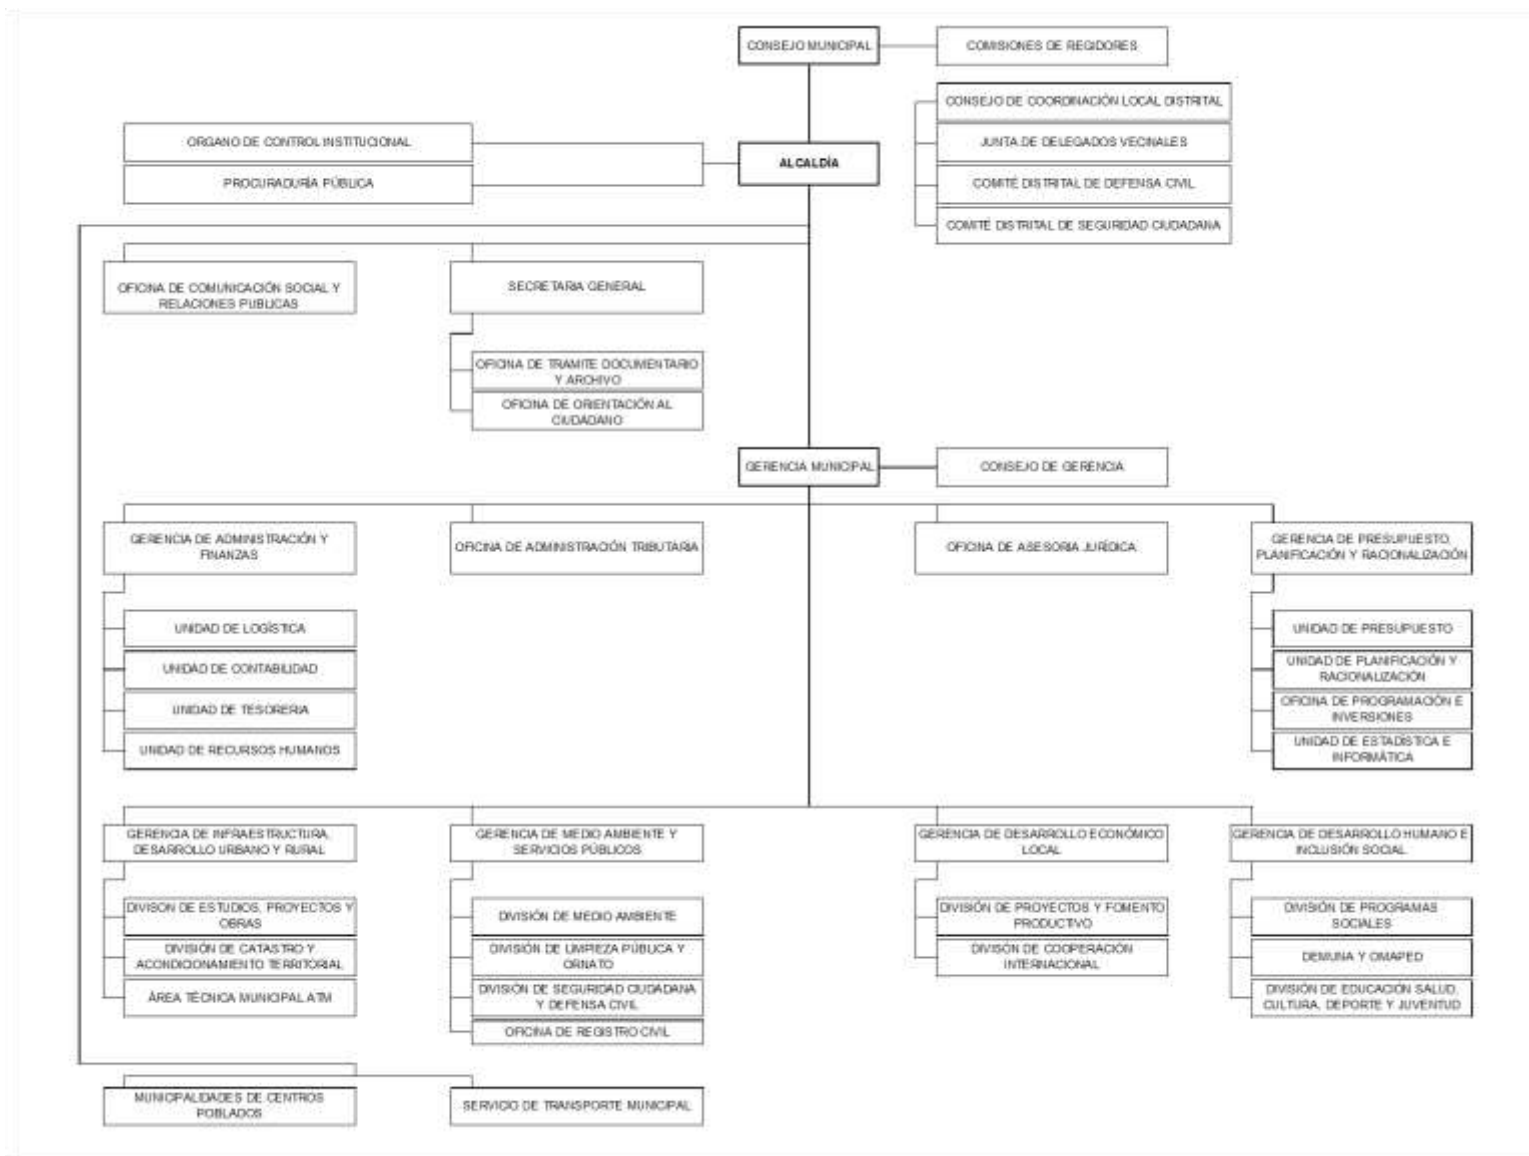 CONSEJO MUNICIPAL
COMISIONES DE REGIDORES
CONSEJO DE COORDINACIÓN LOCAL DISTRITAL
ORGANO DE CONTROL INSTITUCIONAL
JUNTA DE DELEGADOS VECINALES
ALCALDÍA
PROCURADURÍA PÚBLICA
COMITÉ DISTRITAL DE DEFENSA CIVIL
COMITÉ DISTRITAL DE SEGURIDAD CIUDADANA
OFICINA DE COMUNICACIÓN SOCIAL Y
RELACIONES PUBLICAS
SECRETARIA GENERAL
OFICINA DE TRAMITE DOCUMENTARIO
Y ARCHIVO
OFICINA DE ORIENTACIÓN AL
CIUDADANO
GERENCIA MUNICIPAL
CONSEJO DE GERENCIA
GERENCIA DE ADMINISTRACIÓN Y
FINANZAS
OFICINA DE ADMINISTRACIÓN TRIBUTARIA
OFICINA DE ASESORIA JURÍDICA
GERENCIA DE PRESUPUESTO,
PLANIFICACIÓN Y RACIONALIZACIÓN
UNIDAD DE LOGÍSTICA
UNIDAD DE CONTABILIDAD
UNIDAD DE TESORERIA
UNIDAD DE RECURSOS HUMANOS
UNIDAD DE PRESUPUESTO
UNIDAD DE PLANIFICACIÓN Y
RACIONALIZACIÓN
OFICINA DE PROGRAMACIÓN E
INVERSIONES
UNIDAD DE ESTADÍSTICA E
INFORMÁTICA
GERENCIA DE INFRAESTRUCTURA,
DESARROLLO URBANO Y RURAL
GERENCIA DE MEDIO AMBIENTE Y
SERVICIOS PÚBLICOS
GERENCIA DE DESARROLLO ECONÓMICO
LOCAL
GERENCIA DE DESARROLLO HUMANO E
INCLUSIÓN SOCIAL
DIVISON DE ESTUDIOS, PROYECTOS Y
OBRAS
DIVISIÓN DE CATASTRO Y
ACONDICIONAMIENTO TERRITORIAL
ÁREA TÉCNICA MUNICIPAL ATM
DIVISIÓN DE MEDIO AMBIENTE
DIVISIÓN DE LIMPIEZA PÚBLICA Y
ORNATO
DIVISIÓN DE SEGURIDAD CIUDADANA
Y DEFENSA CIVIL
OFICINA DE REGISTRO CIVIL
DIVISIÓN DE PROYECTOS Y FOMENTO
PRODUCTIVO
DIVISÓN DE COOPERACIÓN
INTERNACIONAL
DIVISIÓN DE PROGRAMAS
SOCIALES
DEMUNA Y OMAPED
DIVISIÓN DE EDUCACIÓN SALUD,
CULTURA, DEPORTE Y JUVENTUD
MUNICIPALIDADES DE CENTROS
POBLADOS
SERVICIO DE TRANSPORTE MUNICIPAL